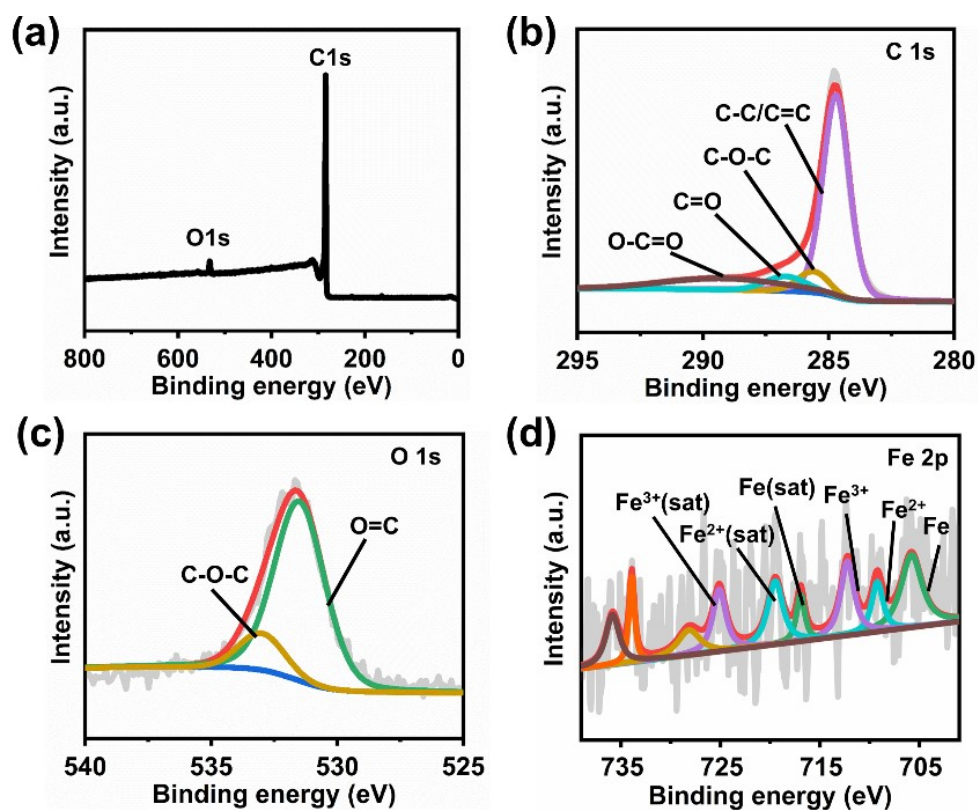 (a)
C1s
O1s
Intensity (a.u.)
800 600 400 200 0
Binding energy (eV)
(b)
C 1s
C-C/C=C
C-O-C
C=O
O-C=O
Intensity (a.u.)
295 290 285 280
Binding energy (eV)
(c)
O 1s
O=C
C-O-C
Intensity (a.u.)
540 535 530 525
Binding energy (eV)
(d)
Fe 2p
Fe³⁺(sat)
Fe(sat)
Fe³⁺
Fe²⁺(sat)
Fe²⁺
Fe
Intensity (a.u.)
735 725 715 705
Binding energy (eV)